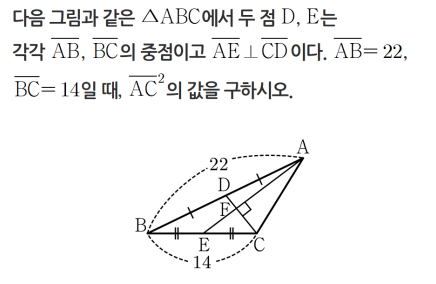 다음 그림과 같은 △ABC에서 두 점 D, E는
각각 AB, BC의 중점이고 AE⊥CD이다. AB=22,
BC=14일 때, AC²의 값을 구하시오.
A
22
D
F
B
E
C
14